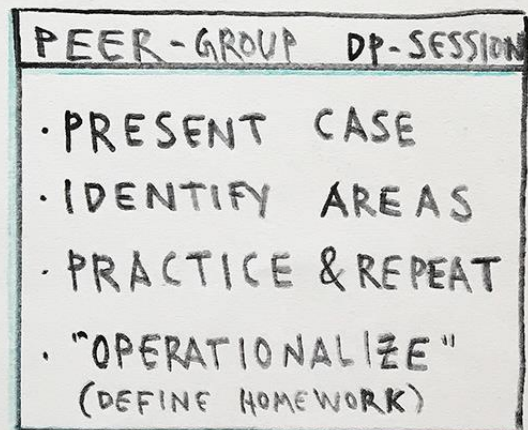 PEER-GROUP DP-SESSION
· PRESENT CASE
· IDENTIFY AREAS
· PRACTICE & REPEAT
· "OPERATIONALIZE"
(DEFINE HOMEWORK)